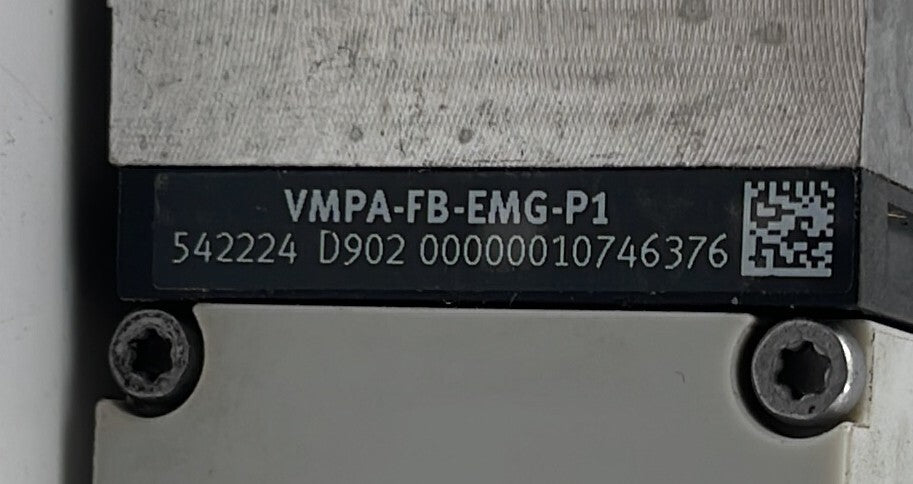 VMPA-FB-EMG-P1
542224 D902 00000010746376